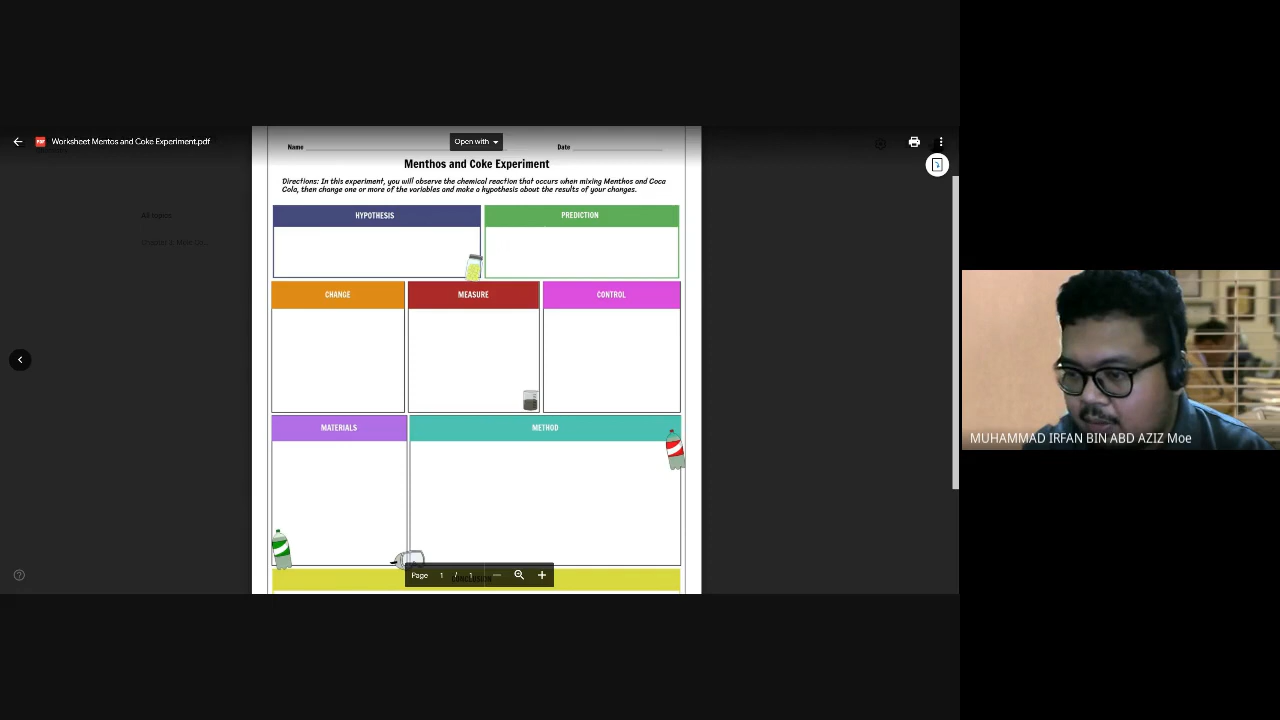 Worksheet Mentos and Coke Experiment.pdf
Open with
Name
Date
Menthos and Coke Experiment
Directions: In this experiment, you will observe the chemical reaction that occurs when mixing Menthos and Coca
Cola, then change one or more of the variables and make a hypothesis about the results of your changes.
All topics
HYPOTHESIS
PREDICTION
CHANGE
MEASURE
CONTROL
MATERIALS
METHOD
MUHAMMAD IRFAN BIN ABD AZIZ Moe
CONCLUSION
Page 1 / 1